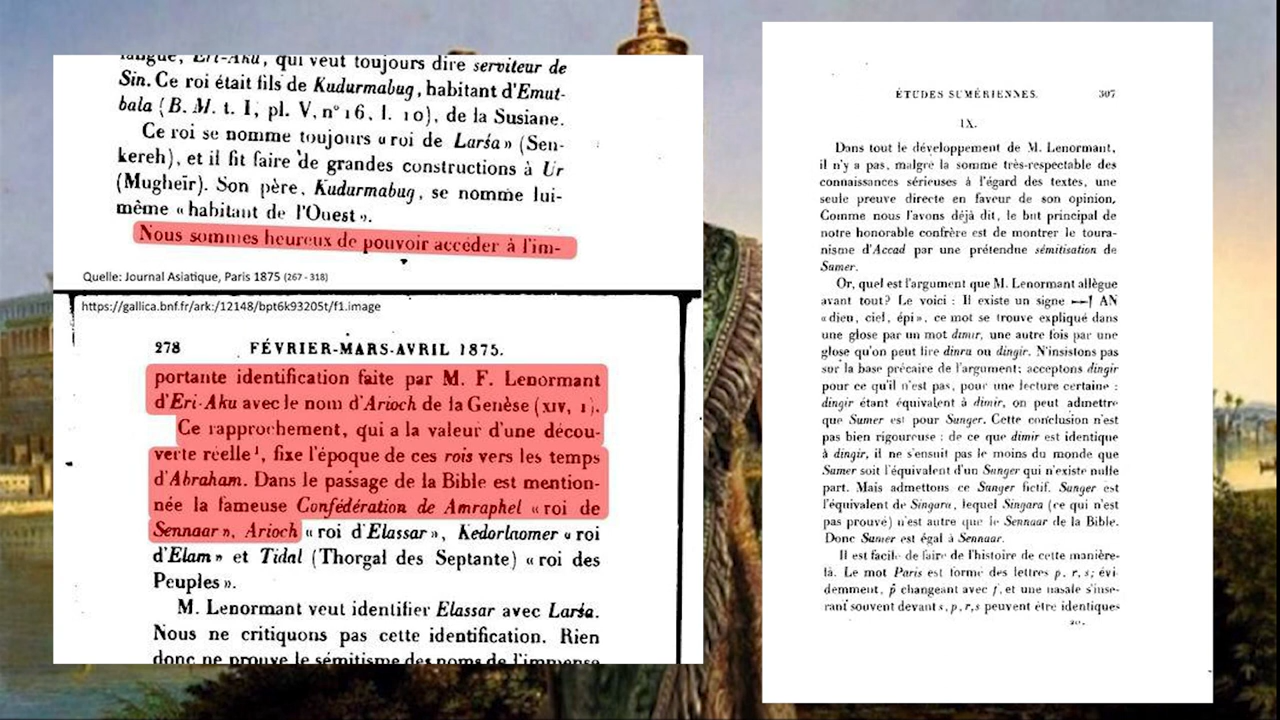 langue, Eri-Aku, qui veut toujours dire serviteur de
Sin. Ce roi était fils de Kudurmabug, habitant d'Emut-
bala (B. M. t. I, pl. V, n° 16, l. 10), de la Susiane.
Ce roi se nomme toujours «roi de Larśa» (Sen-
kereh), et il fit faire de grandes constructions à Ur
(Mugheïr). Son père, Kudurmabug, se nomme lui-
même «habitant de l'Ouest».
Nous sommes heureux de pouvoir accéder à l'im-
Quelle: Journal Asiatique, Paris 1875 (267 - 318)
https://gallica.bnf.fr/ark:/12148/bpt6k93205t/f1.image
278 FÉVRIER-MARS-AVRIL 1875.
portante identification faite par M. F. Lenormant
d'Eri-Aku avec le nom d'Arioch de la Genèse (XIV, 1).
Ce rapprochement, qui a la valeur d'une décou-
verte réelle¹, fixe l'époque de ces rois vers les temps
d'Abraham. Dans le passage de la Bible est mention-
née la fameuse Confédération de Amraphel «roi de
Sennaar», Arioch «roi d'Elassar», Kedorlaomer «roi
d'Elam» et Tidal (Thorgal des Septante) «roi des
Peuples».
M. Lenormant veut identifier Elassar avec Larśa.
Nous ne critiquons pas cette identification. Rien
donc ne prouve le sémitisme des noms de l'immense
ÉTUDES SUMÉRIENNES. 307
IX.
Dans tout le développement de M. Lenormant,
il n'y a pas, malgré la somme très-respectable des
connaissances sérieuses à l'égard des textes, une
seule preuve directe en faveur de son opinion.
Comme nous l'avons déjà dit, le but principal de
notre honorable confrère est de montrer le toura-
nisme d'Accad par une prétendue sémitisation de
Sumer.
Or, quel est l'argument que M. Lenormant allègue
avant tout? Le voici : Il existe un signe 𒀭 AN
«dieu, ciel, épi», ce mot se trouve expliqué dans
une glose par un mot dimir, une autre fois par une
glose qu'on peut lire dinra ou dingir. N'insistons pas
sur la base précaire de l'argument; acceptons dingir
pour ce qu'il n'est pas, pour une lecture certaine :
dingir étant équivalent à dimir, on peut admettre
que Sumer est pour Sunger. Cette conclusion n'est
pas bien rigoureuse : de ce que dimir est identique
à dingir, il ne s'ensuit pas le moins du monde que
Sumer soit l'équivalent d'un Sunger qui n'existe nulle
part. Mais admettons ce Sunger fictif. Sunger est
l'équivalent de Singara, lequel Singara (ce qui n'est
pas prouvé) n'est autre que le Sennaar de la Bible.
Donc Sumer est égal à Sennaar.
Il est facile de faire de l'histoire de cette manière-
là. Le mot Paris est formé des lettres p, r, s; évi-
demment, p changeant avec f, et une nasale s'insé-
rant souvent devant s, p, r, s peuvent être identiques
20.